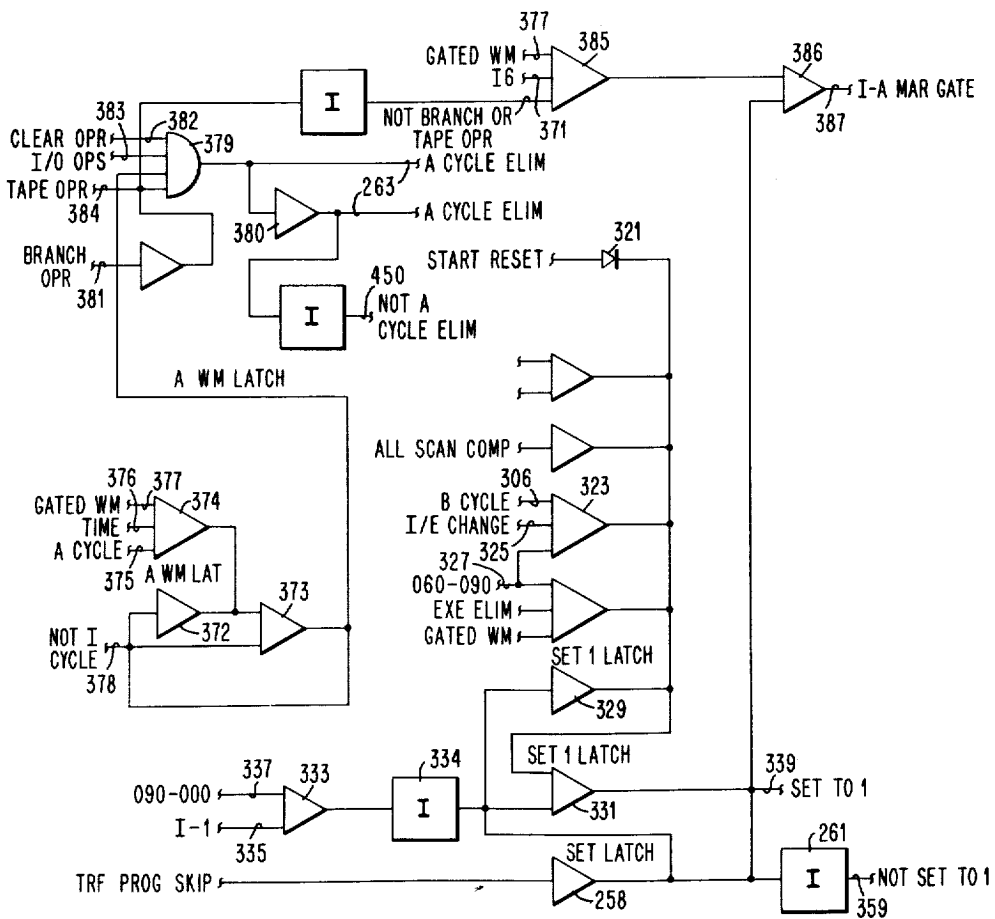 377
GATED WM
I6
385
386
I
NOT BRANCH OR
TAPE OPR
371
I-A MAR GATE
387
383
382
379
CLEAR OPR
I/O OPS
TAPE OPR
384
A CYCLE ELIM
263
A CYCLE ELIM
380
BRANCH
OPR
381
START RESET
321
450
I
NOT A
CYCLE ELIM
A WM LATCH
ALL SCAN COMP
376
377
374
GATED WM
TIME
A CYCLE
375
A WM LAT
372
373
NOT I
CYCLE
378
306
323
B CYCLE
I/E CHANGE
325
327
060-090
EXE ELIM
GATED WM
SET 1 LATCH
329
SET 1 LATCH
331
337
333
334
090-000
I
I-1
335
339
SET TO 1
SET LATCH
261
TRF PROG SKIP
258
I
NOT SET TO 1
359